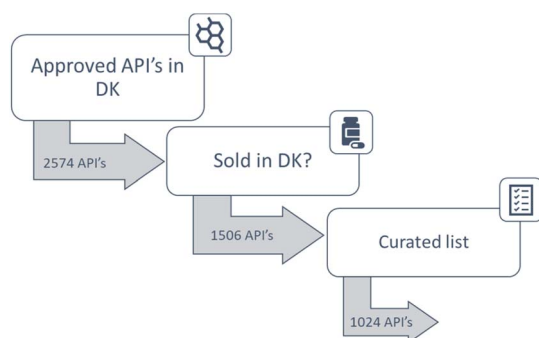 Approved API's in
DK
2574 API's
Sold in DK?
1506 API's
Curated list
1024 API's